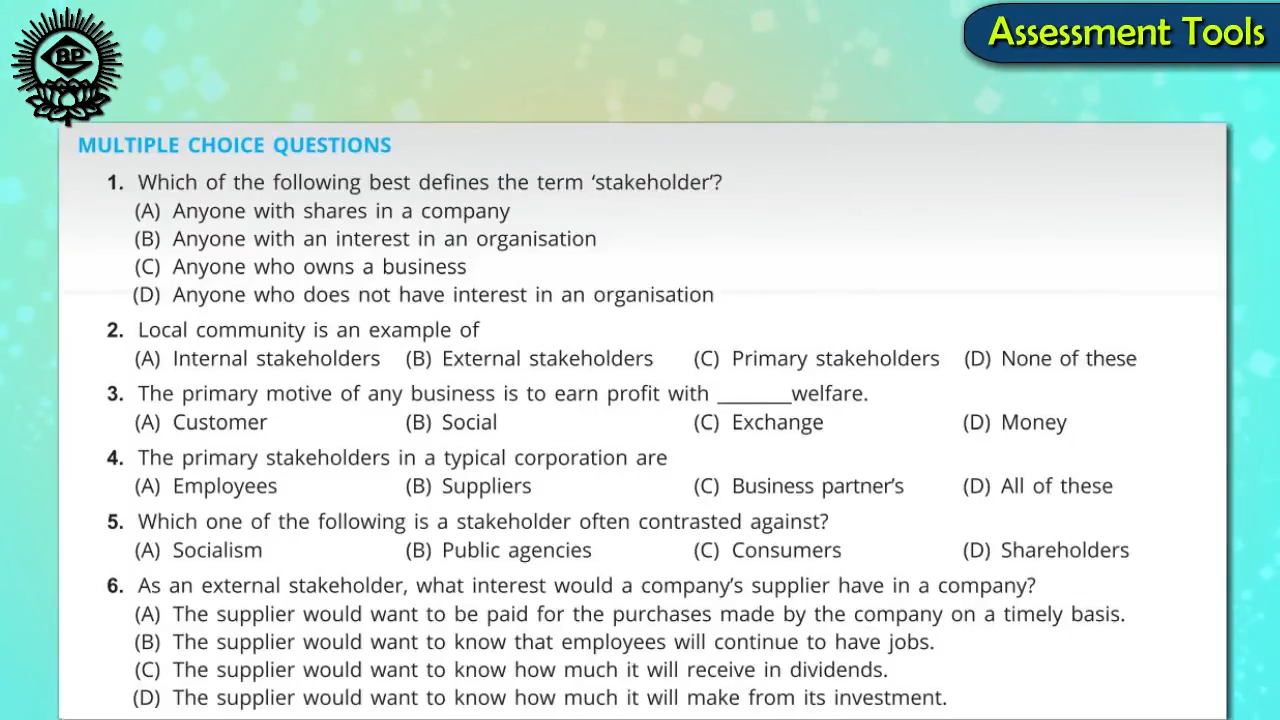 BP
Assessment Tools
MULTIPLE CHOICE QUESTIONS
1. Which of the following best defines the term ‘stakeholder’?
(A) Anyone with shares in a company
(B) Anyone with an interest in an organisation
(C) Anyone who owns a business
(D) Anyone who does not have interest in an organisation
2. Local community is an example of
(A) Internal stakeholders (B) External stakeholders (C) Primary stakeholders (D) None of these
3. The primary motive of any business is to earn profit with _______welfare.
(A) Customer (B) Social (C) Exchange (D) Money
4. The primary stakeholders in a typical corporation are
(A) Employees (B) Suppliers (C) Business partner’s (D) All of these
5. Which one of the following is a stakeholder often contrasted against?
(A) Socialism (B) Public agencies (C) Consumers (D) Shareholders
6. As an external stakeholder, what interest would a company’s supplier have in a company?
(A) The supplier would want to be paid for the purchases made by the company on a timely basis.
(B) The supplier would want to know that employees will continue to have jobs.
(C) The supplier would want to know how much it will receive in dividends.
(D) The supplier would want to know how much it will make from its investment.